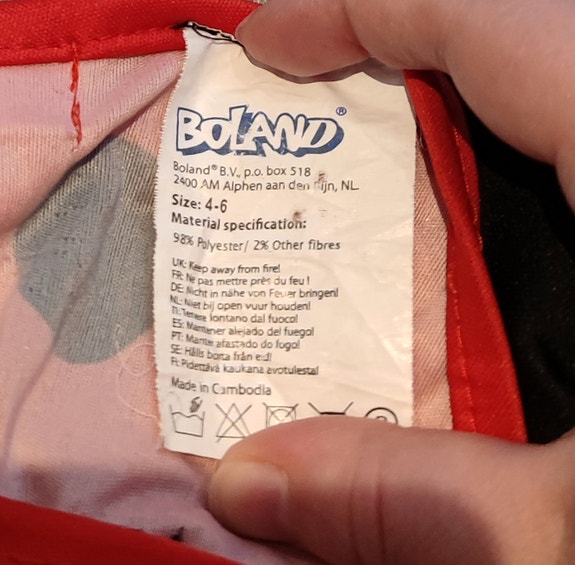 BOLAND®
Boland® B.V., p.o. box 518
2400 AM Alphen aan den Rijn, NL
Size: 4-6
Material specification:
98% Polyester/ 2% Other fibres
UK: Keep away from fire!
FR: Ne pas mettre près du feu !
DE: Nicht in nähe von Feuer bringen!
NL: Niet bij open vuur houden!
IT: Tenere lontano dal fuoco!
ES: Mantener alejado del fuego!
PT: Manter afastado do fogo!
SE: Hålls borta från eld!
FI: Pidettävä kaukana avotulesta!
Made in Cambodia